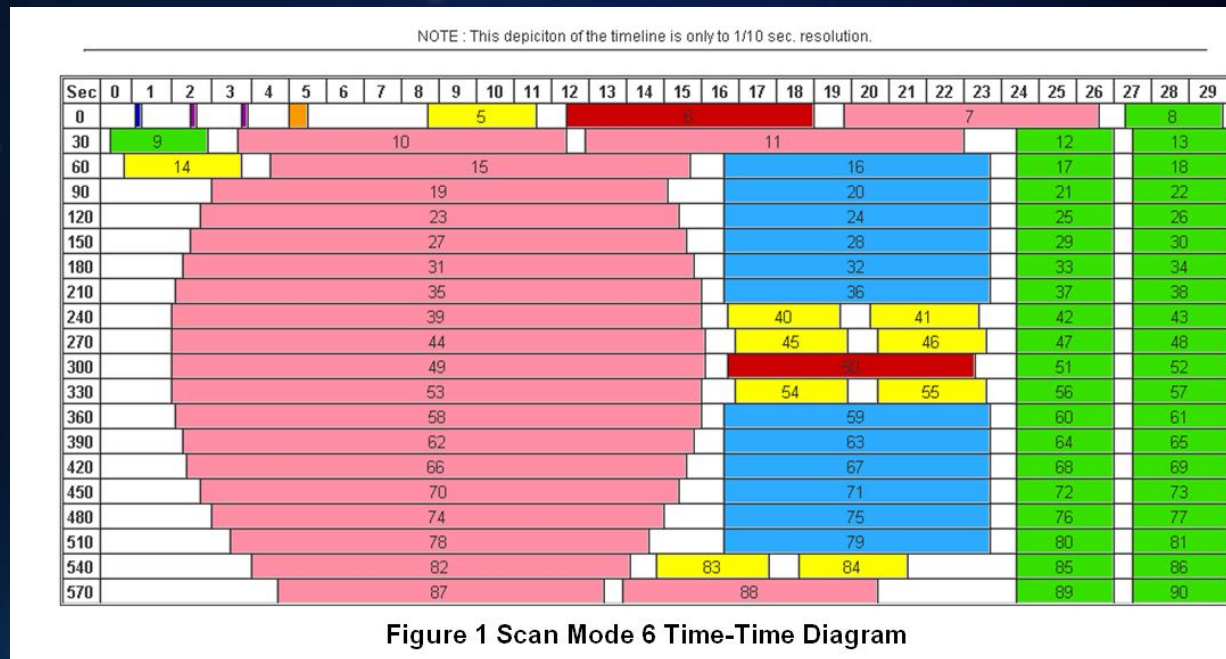 NOTE : This depiciton of the timeline is only to 1/10 sec. resolution.
Sec 0 1 2 3 4 5 6 7 8 9 10 11 12 13 14 15 16 17 18 19 20 21 22 23 24 25 26 27 28 29
0 5 6 7 8
30 9 10 11 12 13
60 14 15 16 17 18
90 19 20 21 22
120 23 24 25 26
150 27 28 29 30
180 31 32 33 34
210 35 36 37 38
240 39 40 41 42 43
270 44 45 46 47 48
300 49 50 51 52
330 53 54 55 56 57
360 58 59 60 61
390 62 63 64 65
420 66 67 68 69
450 70 71 72 73
480 74 75 76 77
510 78 79 80 81
540 82 83 84 85 86
570 87 88 89 90
Figure 1 Scan Mode 6 Time-Time Diagram